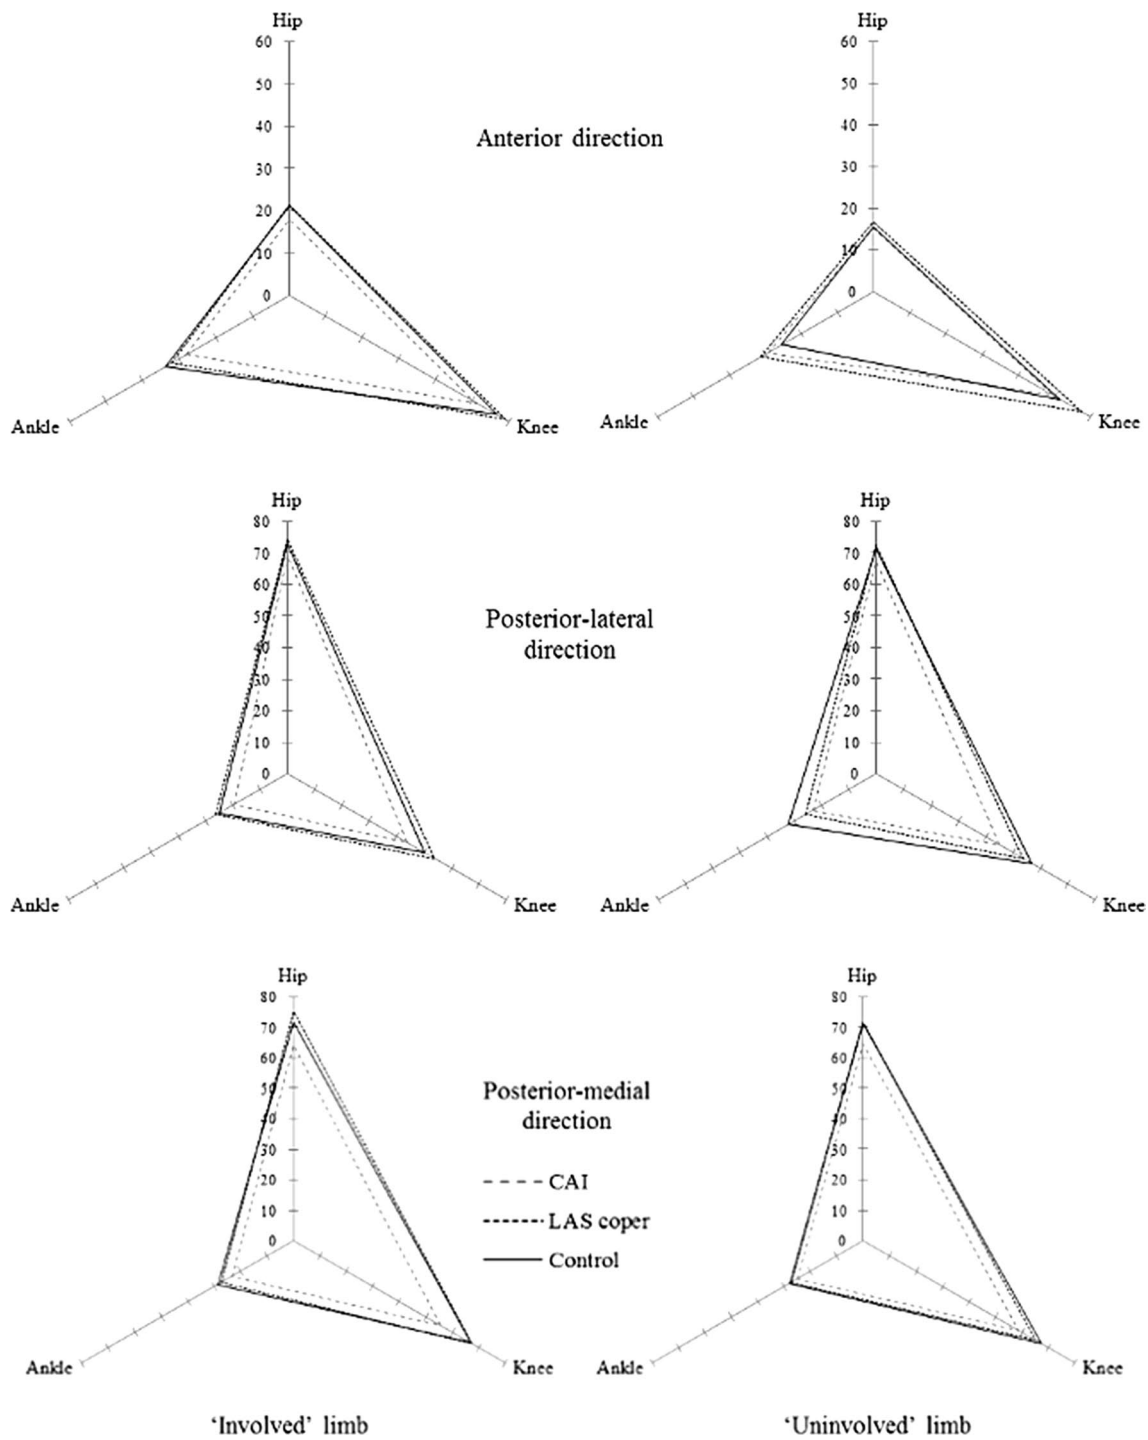 Hip
60
50
40
30
20
10
0
Ankle
Knee
Anterior direction
Hip
60
50
40
30
20
10
0
Ankle
Knee
Hip
80
70
60
50
40
30
20
10
0
Ankle
Knee
Posterior-lateral
direction
Hip
80
70
60
50
40
30
20
10
0
Ankle
Knee
Hip
80
70
60
50
40
30
20
10
0
Ankle
Knee
Posterior-medial
direction
CAI
LAS coper
Control
Hip
80
70
60
50
40
30
20
10
0
Ankle
Knee
‘Involved’ limb
‘Uninvolved’ limb